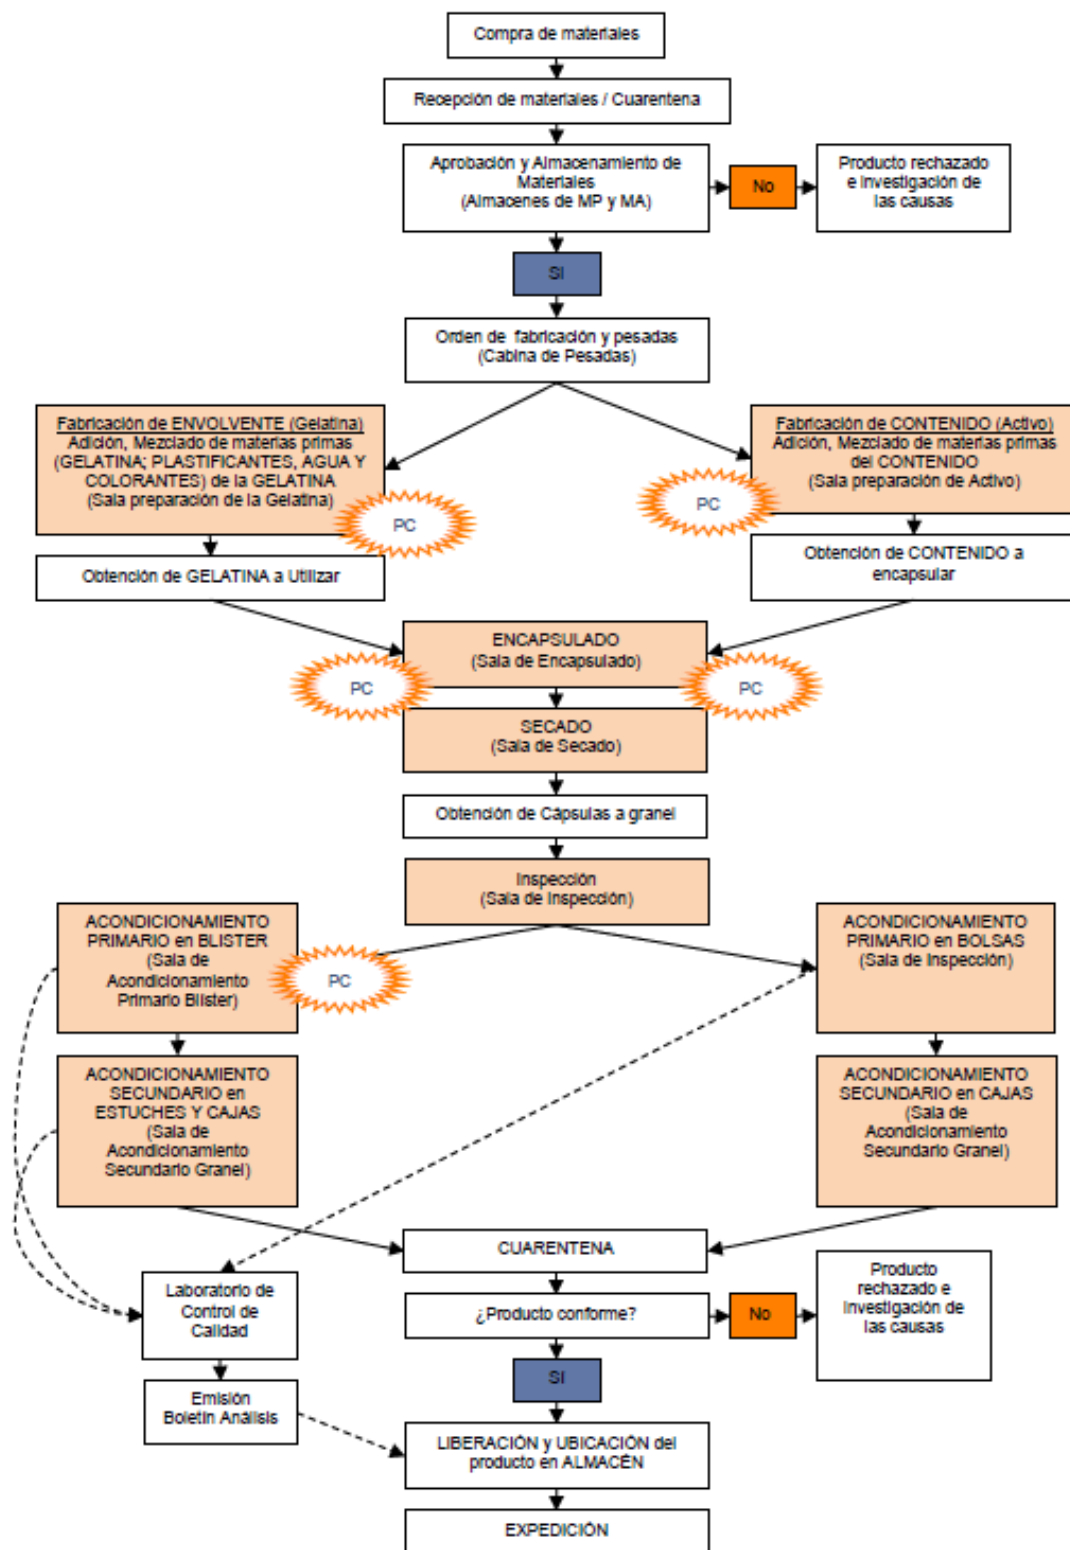 Compra de materiales
Recepción de materiales / Cuarentena
Aprobación y Almacenamiento de
Materiales
(Almacenes de MP y MA)
No
Producto rechazado
e investigación de
las causas
SI
Orden de fabricación y pesadas
(Cabina de Pesadas)
Fabricación de ENVOLVENTE (Gelatina)
Adición, Mezclado de materias primas
(GELATINA; PLASTIFICANTES, AGUA Y
COLORANTES) de la GELATINA
(Sala preparación de la Gelatina)
PC
Fabricación de CONTENIDO (Activo)
Adición, Mezclado de materias primas
del CONTENIDO
(Sala preparación de Activo)
PC
Obtención de GELATINA a Utilizar
Obtención de CONTENIDO a
encapsular
ENCAPSULADO
(Sala de Encapsulado)
PC
PC
SECADO
(Sala de Secado)
Obtención de Cápsulas a granel
Inspección
(Sala de Inspección)
ACONDICIONAMIENTO
PRIMARIO en BLISTER
(Sala de
Acondicionamiento
Primario Blister)
PC
ACONDICIONAMIENTO
PRIMARIO en BOLSAS
(Sala de Inspección)
ACONDICIONAMIENTO
SECUNDARIO en
ESTUCHES Y CAJAS
(Sala de
Acondicionamiento
Secundario Granel)
ACONDICIONAMIENTO
SECUNDARIO en CAJAS
(Sala de
Acondicionamiento
Secundario Granel)
CUARENTENA
Laboratorio de
Control de
Calidad
¿Producto conforme?
No
Producto
rechazado e
investigación de
las causas
SI
Emisión
Boletín Análisis
LIBERACIÓN y UBICACIÓN del
producto en ALMACÉN
EXPEDICIÓN